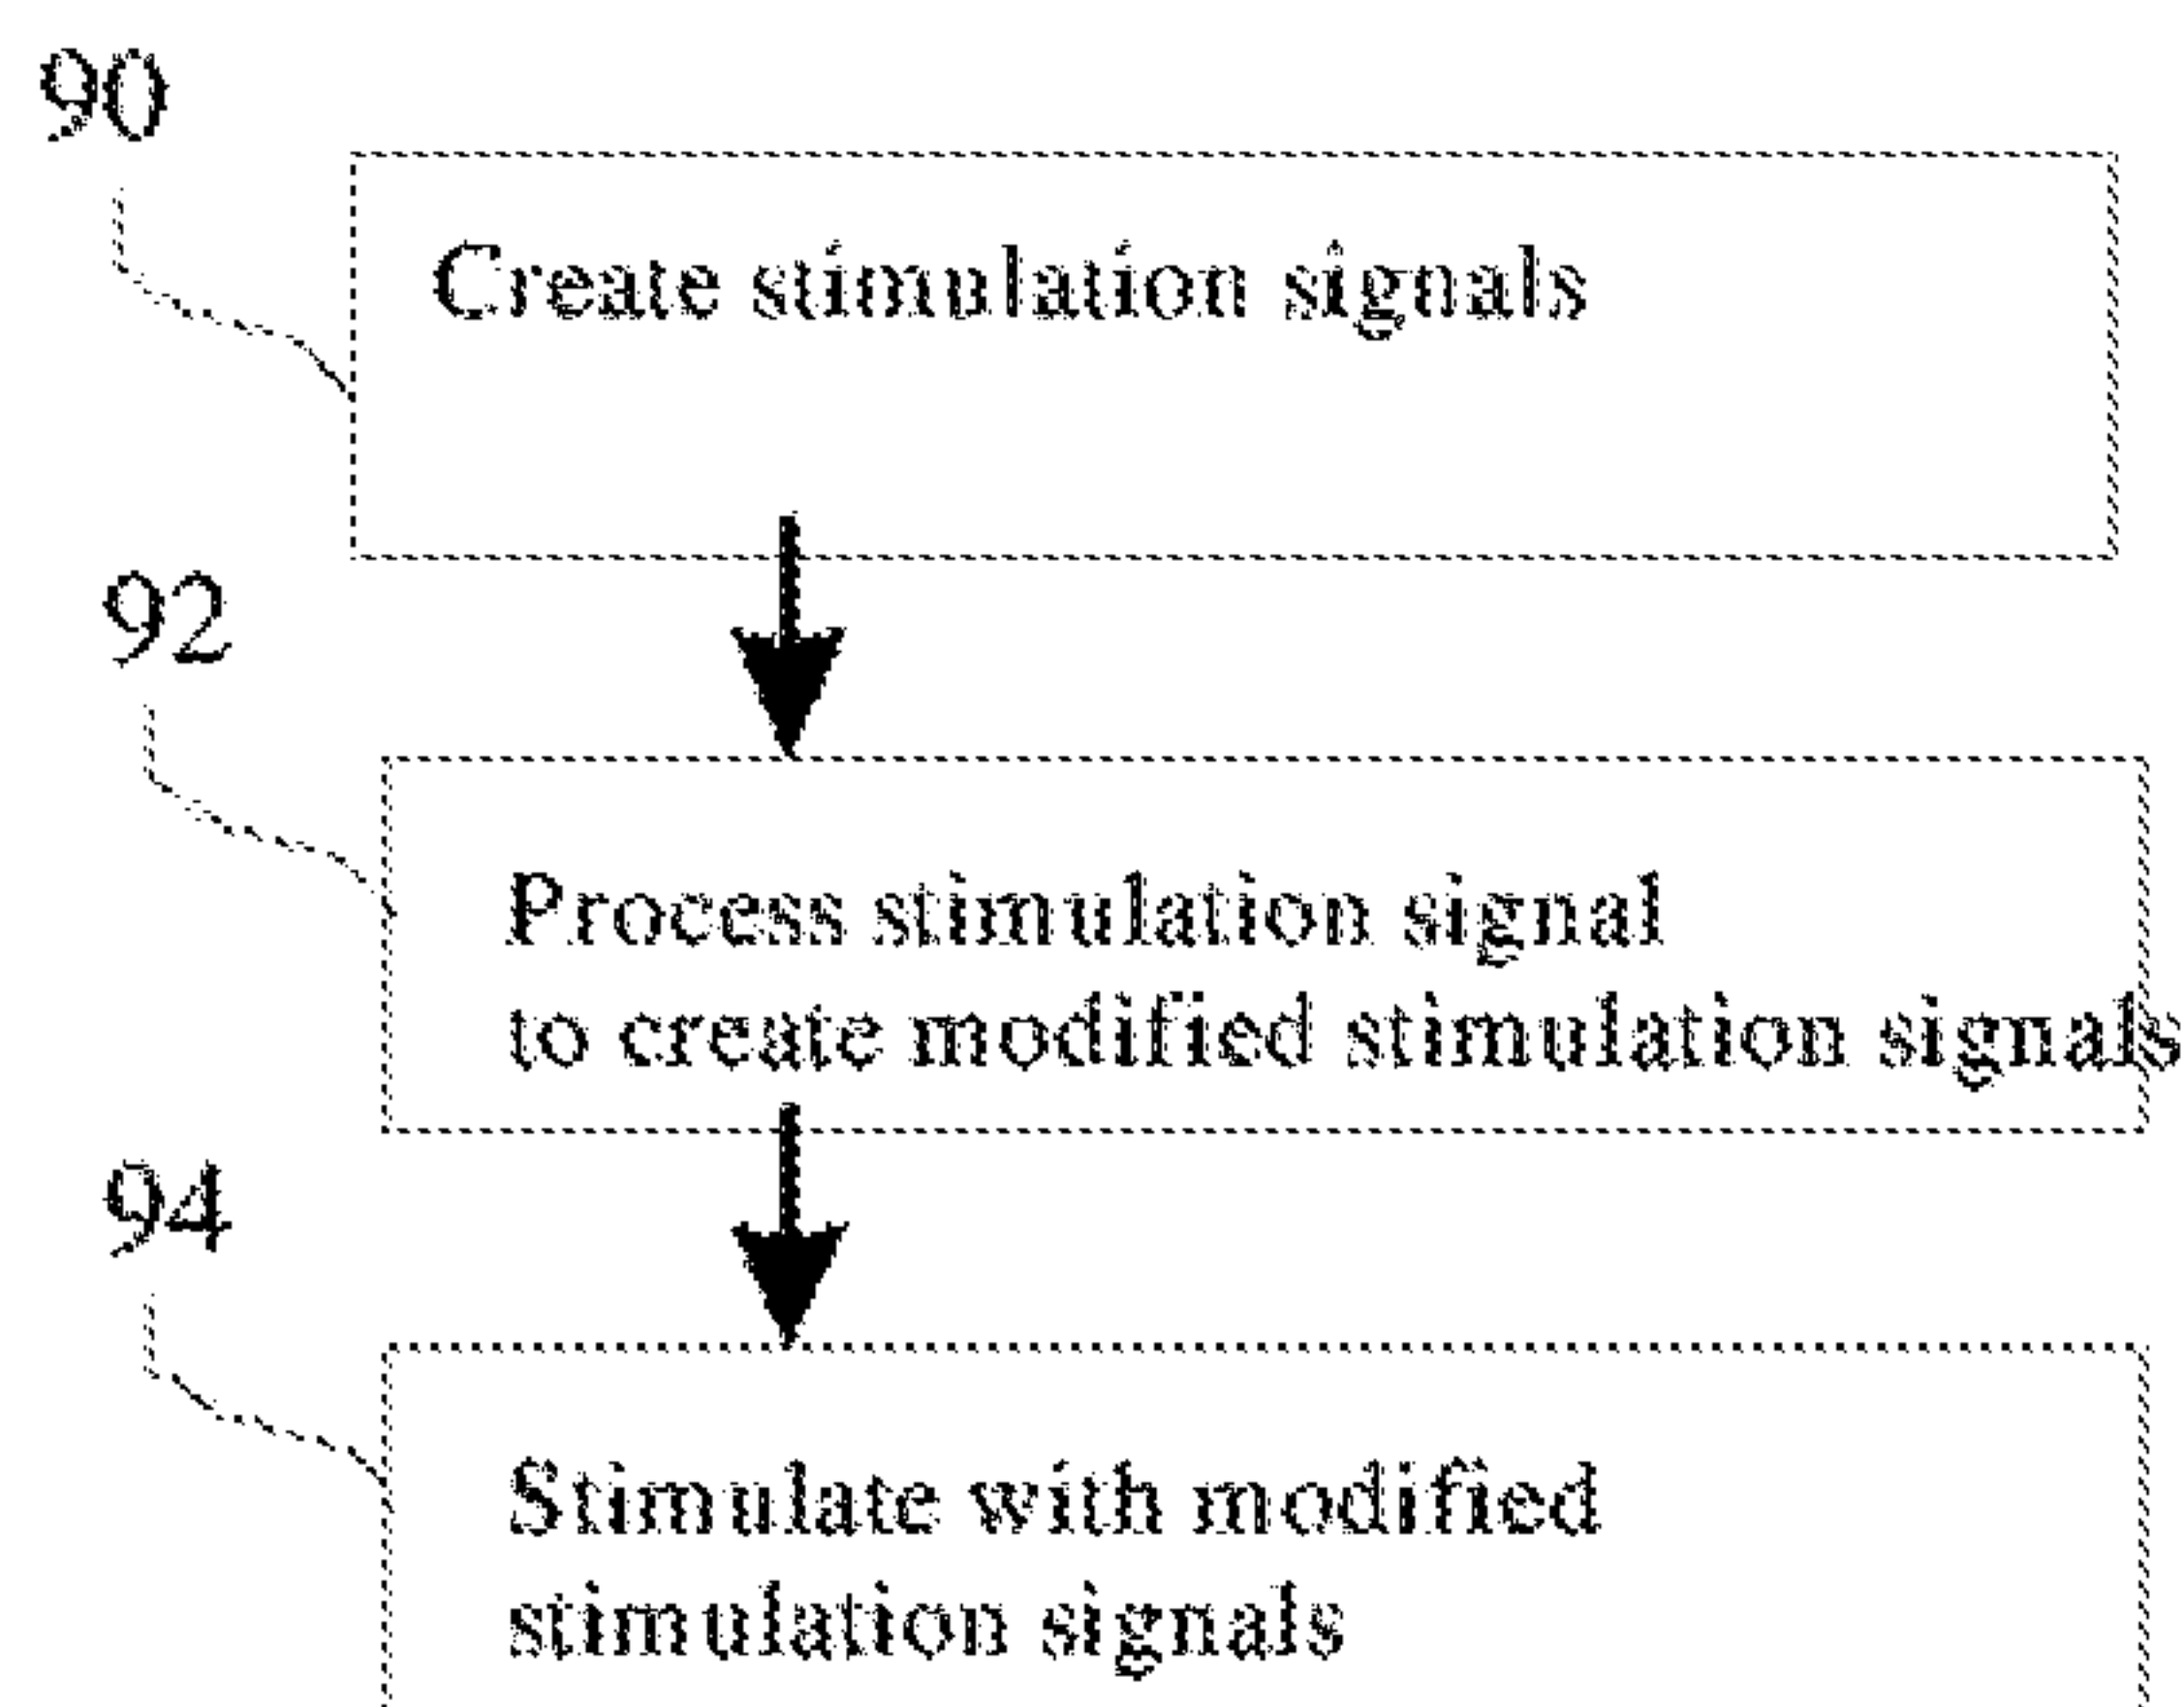 90
Create stimulation signals
92
Process stimulation signal
to create modified stimulation signals
94
Stimulate with modified
stimulation signals